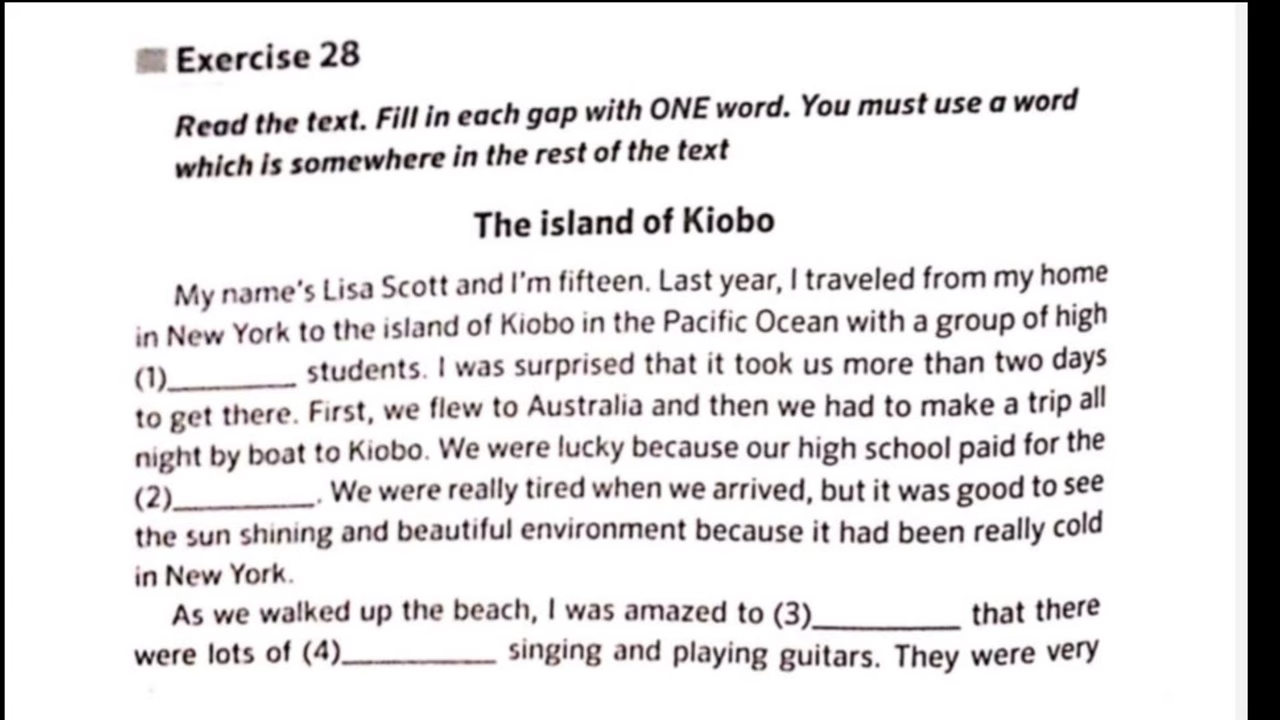 Exercise 28
Read the text. Fill in each gap with ONE word. You must use a word
which is somewhere in the rest of the text
The island of Kiobo
My name's Lisa Scott and I'm fifteen. Last year, I traveled from my home
in New York to the island of Kiobo in the Pacific Ocean with a group of high
(1)_________ students. I was surprised that it took us more than two days
to get there. First, we flew to Australia and then we had to make a trip all
night by boat to Kiobo. We were lucky because our high school paid for the
(2)__________. We were really tired when we arrived, but it was good to see
the sun shining and beautiful environment because it had been really cold
in New York.
As we walked up the beach, I was amazed to (3)__________ that there
were lots of (4)__________ singing and playing guitars. They were very